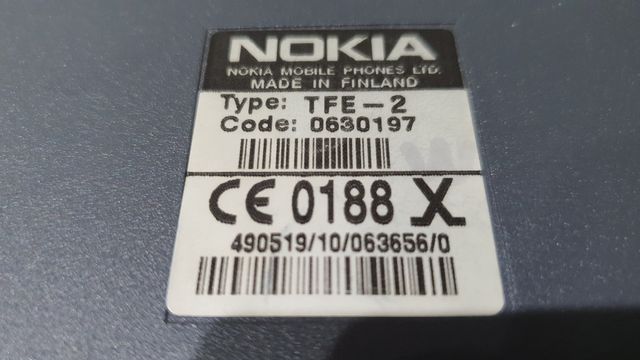 NOKIA
NOKIA MOBILE PHONES LTD.
MADE IN FINLAND
Type: TFE-2
Code: 0630197
CE 0188 X
490519/10/063656/0